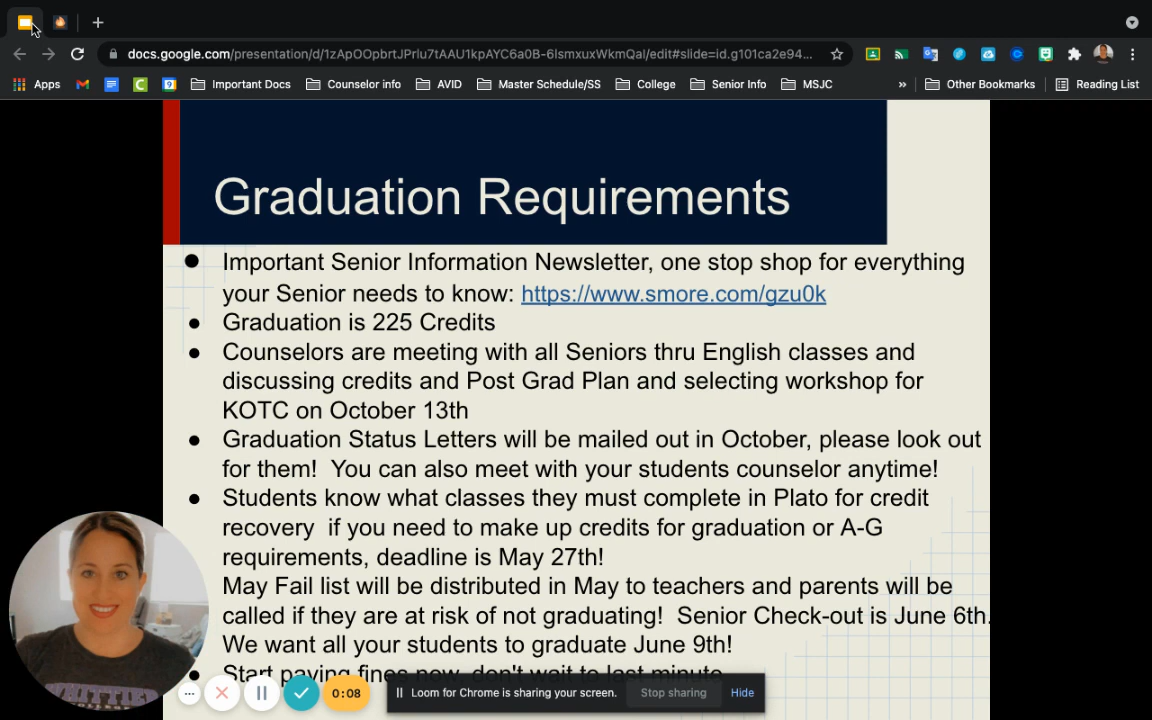 docs.google.com/presentation/d/1zApOOpbrtJPrlu7tAAU1kpAYC6a0B-6lsmxuxWkmQaI/edit#slide=id.g101ca2e94...
Apps Important Docs Counselor info AVID Master Schedule/SS College Senior Info MSJC » Other Bookmarks Reading List
Graduation Requirements
● Important Senior Information Newsletter, one stop shop for everything
your Senior needs to know: https://www.smore.com/gzu0k
● Graduation is 225 Credits
● Counselors are meeting with all Seniors thru English classes and
discussing credits and Post Grad Plan and selecting workshop for
KOTC on October 13th
● Graduation Status Letters will be mailed out in October, please look out
for them! You can also meet with your students counselor anytime!
● Students know what classes they must complete in Plato for credit
recovery if you need to make up credits for graduation or A-G
requirements, deadline is May 27th!
May Fail list will be distributed in May to teachers and parents will be
called if they are at risk of not graduating! Senior Check-out is June 6th.
We want all your students to graduate June 9th!
● Start paying fines now, don't wait to last minute
0:08
Loom for Chrome is sharing your screen. Stop sharing Hide